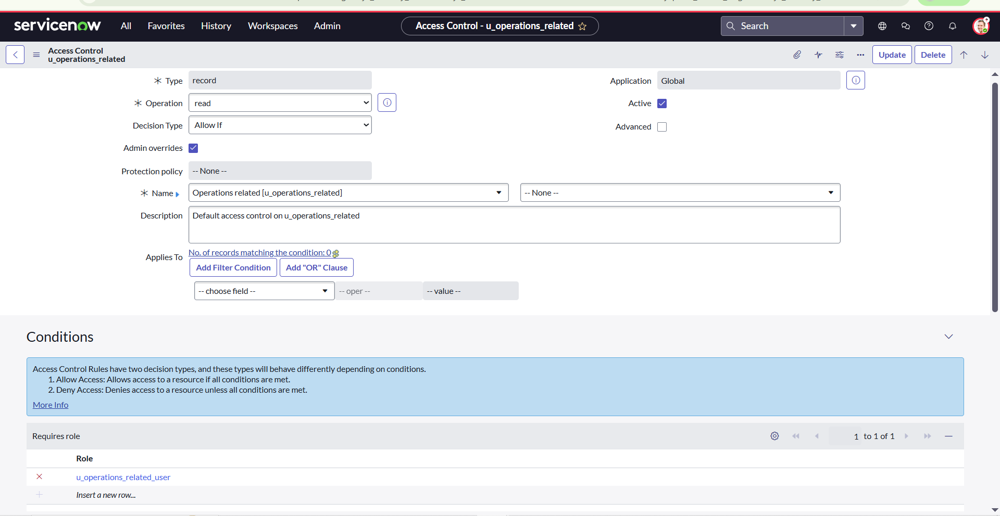 servicenow All Favorites History Workspaces Admin Access Control - u_operations_related Search
Access Control
u_operations_related
Update Delete
Type record Application Global
Operation read Active
Decision Type Allow If Advanced
Admin overrides
Protection policy -- None --
Name Operations related [u_operations_related] -- None --
Description Default access control on u_operations_related
Applies To No. of records matching the condition: 0
Add Filter Condition Add "OR" Clause
-- choose field -- -- oper -- -- value --
Conditions
Access Control Rules have two decision types, and these types will behave differently depending on conditions.
1. Allow Access: Allows access to a resource if all conditions are met.
2. Deny Access: Denies access to a resource unless all conditions are met.
More Info
Requires role 1 to 1 of 1
Role
u_operations_related_user
Insert a new row...